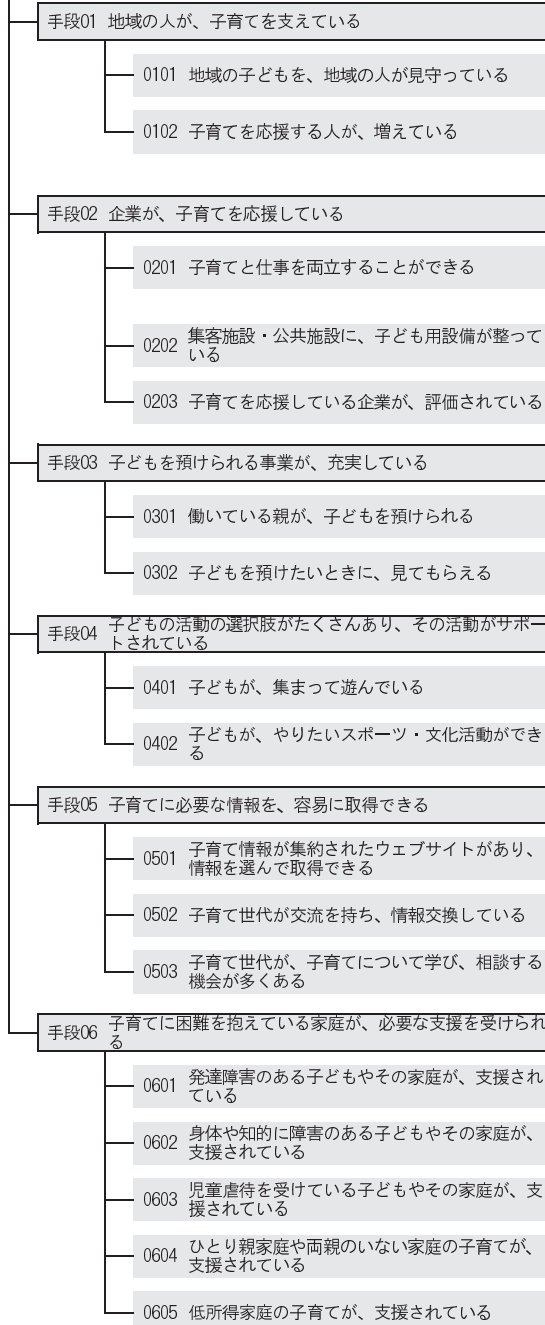 手段01 地域の人が、子育てを支えている
0101 地域の子どもを、地域の人が見守っている
0102 子育てを応援する人が、増えている
手段02 企業が、子育てを応援している
0201 子育てと仕事を両立することができる
0202 集客施設・公共施設に、子ども用設備が整って
いる
0203 子育てを応援している企業が、評価されている
手段03 子どもを預けられる事業が、充実している
0301 働いている親が、子どもを預けられる
0302 子どもを預けたいときに、見てもらえる
手段04 子どもの活動の選択肢がたくさんあり、その活動がサポー
トされている
0401 子どもが、集まって遊んでいる
0402 子どもが、やりたいスポーツ・文化活動ができ
る
手段05 子育てに必要な情報を、容易に取得できる
0501 子育て情報が集約されたウェブサイトがあり、
情報を選んで取得できる
0502 子育て世代が交流を持ち、情報交換している
0503 子育て世代が、子育てについて学び、相談する
機会が多くある
手段06 子育てに困難を抱えている家庭が、必要な支援を受けられ
る
0601 発達障害のある子どもやその家庭が、支援され
ている
0602 身体や知的に障害のある子どもやその家庭が、
支援されている
0603 児童虐待を受けている子どもやその家庭が、支
援されている
0604 ひとり親家庭や両親のいない家庭の子育てが、
支援されている
0605 低所得家庭の子育てが、支援されている